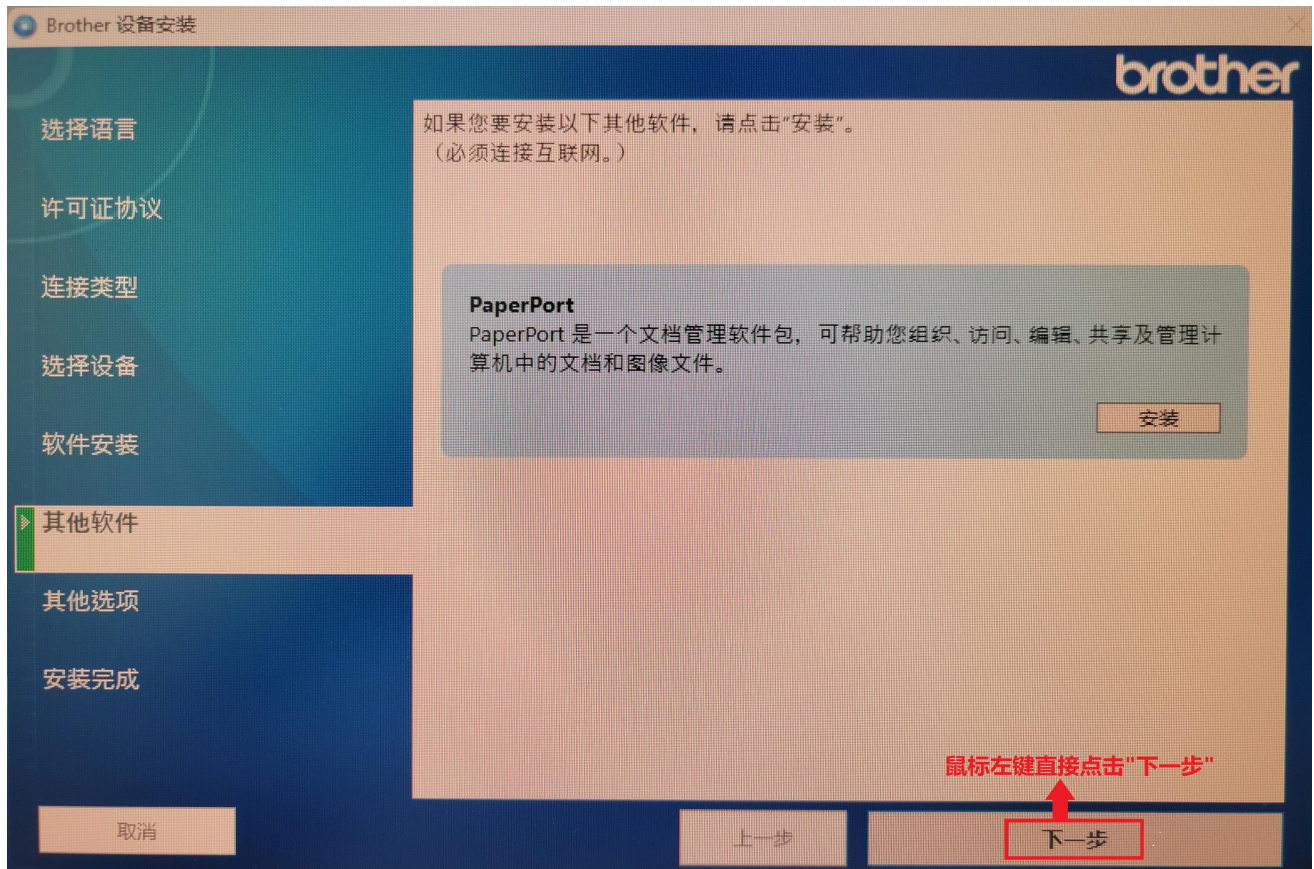 Brother 设备安装
brother
选择语言
许可证协议
连接类型
选择设备
软件安装
其他软件
其他选项
安装完成
如果您要安装以下其他软件，请点击"安装"。
（必须连接互联网。）
PaperPort
PaperPort 是一个文档管理软件包，可帮助您组织、访问、编辑、共享及管理计
算机中的文档和图像文件。
安装
鼠标左键直接点击"下一步"
取消
上一步
下一步